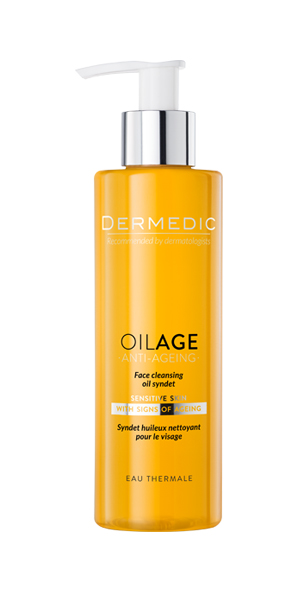 DERMEDIC
Recommended by dermatologists
OILAGE
ANTI-AGEING
Face cleansing
oil syndet
SENSITIVE SKIN
WITH SIGNS OF AGEING
Syndet huileux nettoyant
pour le visage
EAU THERMALE